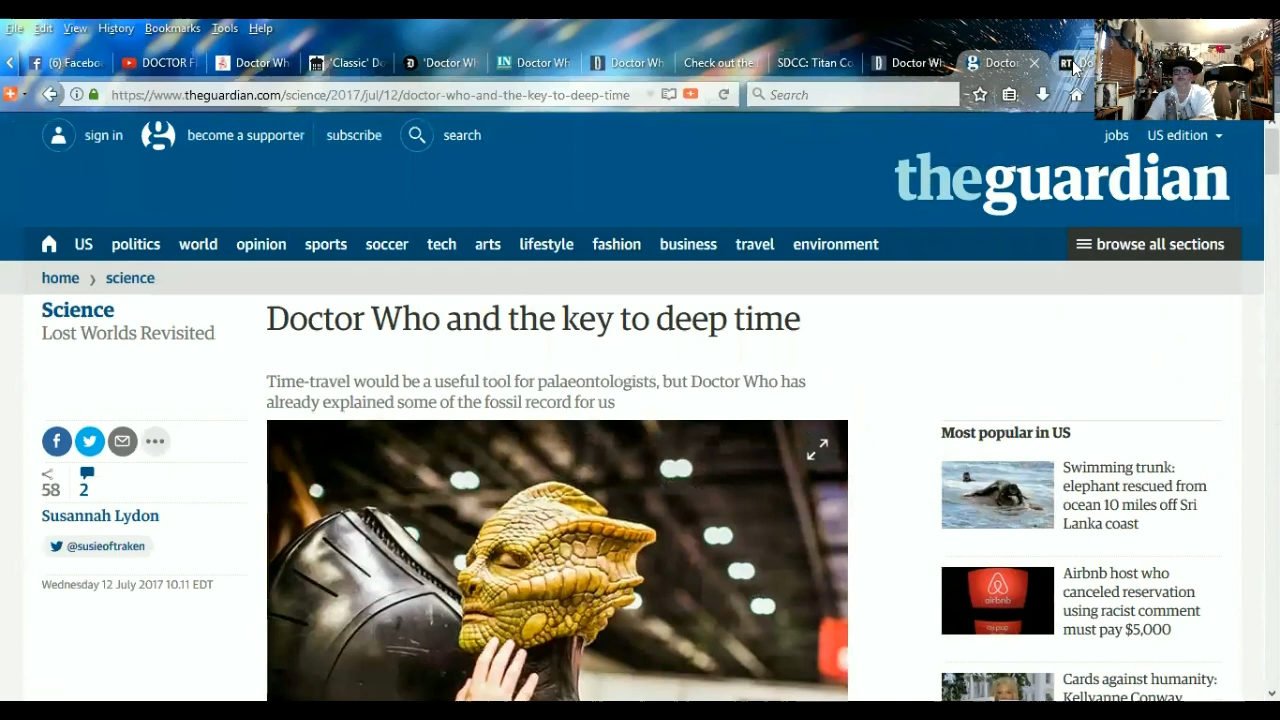 File Edit View History Bookmarks Tools Help
(6) Facebo
DOCTOR F
Doctor Wh
'Classic' Do
'Doctor Wh
Doctor Wh
Doctor Wh
Check out the
SDCC: Titan Co
Doctor Wh
Docto
https://www.theguardian.com/science/2017/jul/12/doctor-who-and-the-key-to-deep-time
Search
sign in
become a supporter
subscribe
search
jobs
US edition
theguardian
US politics world opinion sports soccer tech arts lifestyle fashion business travel environment
browse all sections
home
science
Science
Lost Worlds Revisited
Doctor Who and the key to deep time
Time-travel would be a useful tool for palaeontologists, but Doctor Who has
already explained some of the fossil record for us
58
2
Susannah Lydon
@susieoftraken
Wednesday 12 July 2017 10.11 EDT
Most popular in US
Swimming trunk:
elephant rescued from
ocean 10 miles off Sri
Lanka coast
airbnb
Airbnb host who
canceled reservation
using racist comment
must pay $5,000
Cards against humanity:
Kellyanne Conway